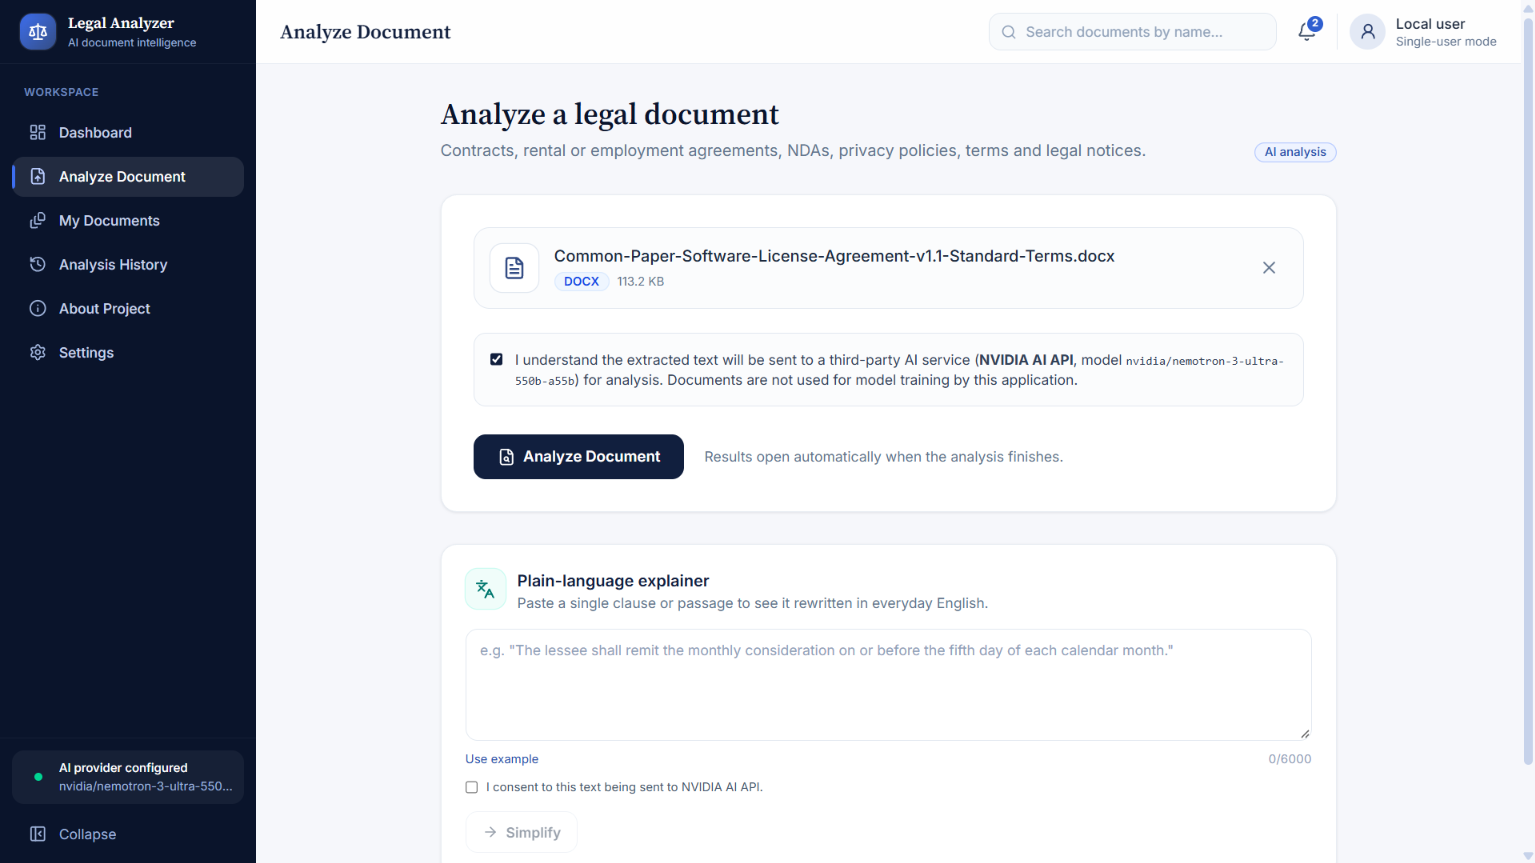 Legal Analyzer
AI document intelligence
WORKSPACE
Dashboard
Analyze Document
My Documents
Analysis History
About Project
Settings
AI provider configured
nvidia/nemotron-3-ultra-550...
Collapse
Analyze Document
Search documents by name...
2
Local user
Single-user mode
Analyze a legal document
Contracts, rental or employment agreements, NDAs, privacy policies, terms and legal notices.
AI analysis
Common-Paper-Software-License-Agreement-v1.1-Standard-Terms.docx
DOCX 113.2 KB
I understand the extracted text will be sent to a third-party AI service (NVIDIA AI API, model nvidia/nemotron-3-ultra-
550b-a55b) for analysis. Documents are not used for model training by this application.
Analyze Document
Results open automatically when the analysis finishes.
Plain-language explainer
Paste a single clause or passage to see it rewritten in everyday English.
e.g. "The lessee shall remit the monthly consideration on or before the fifth day of each calendar month."
Use example
0/6000
I consent to this text being sent to NVIDIA AI API.
Simplify